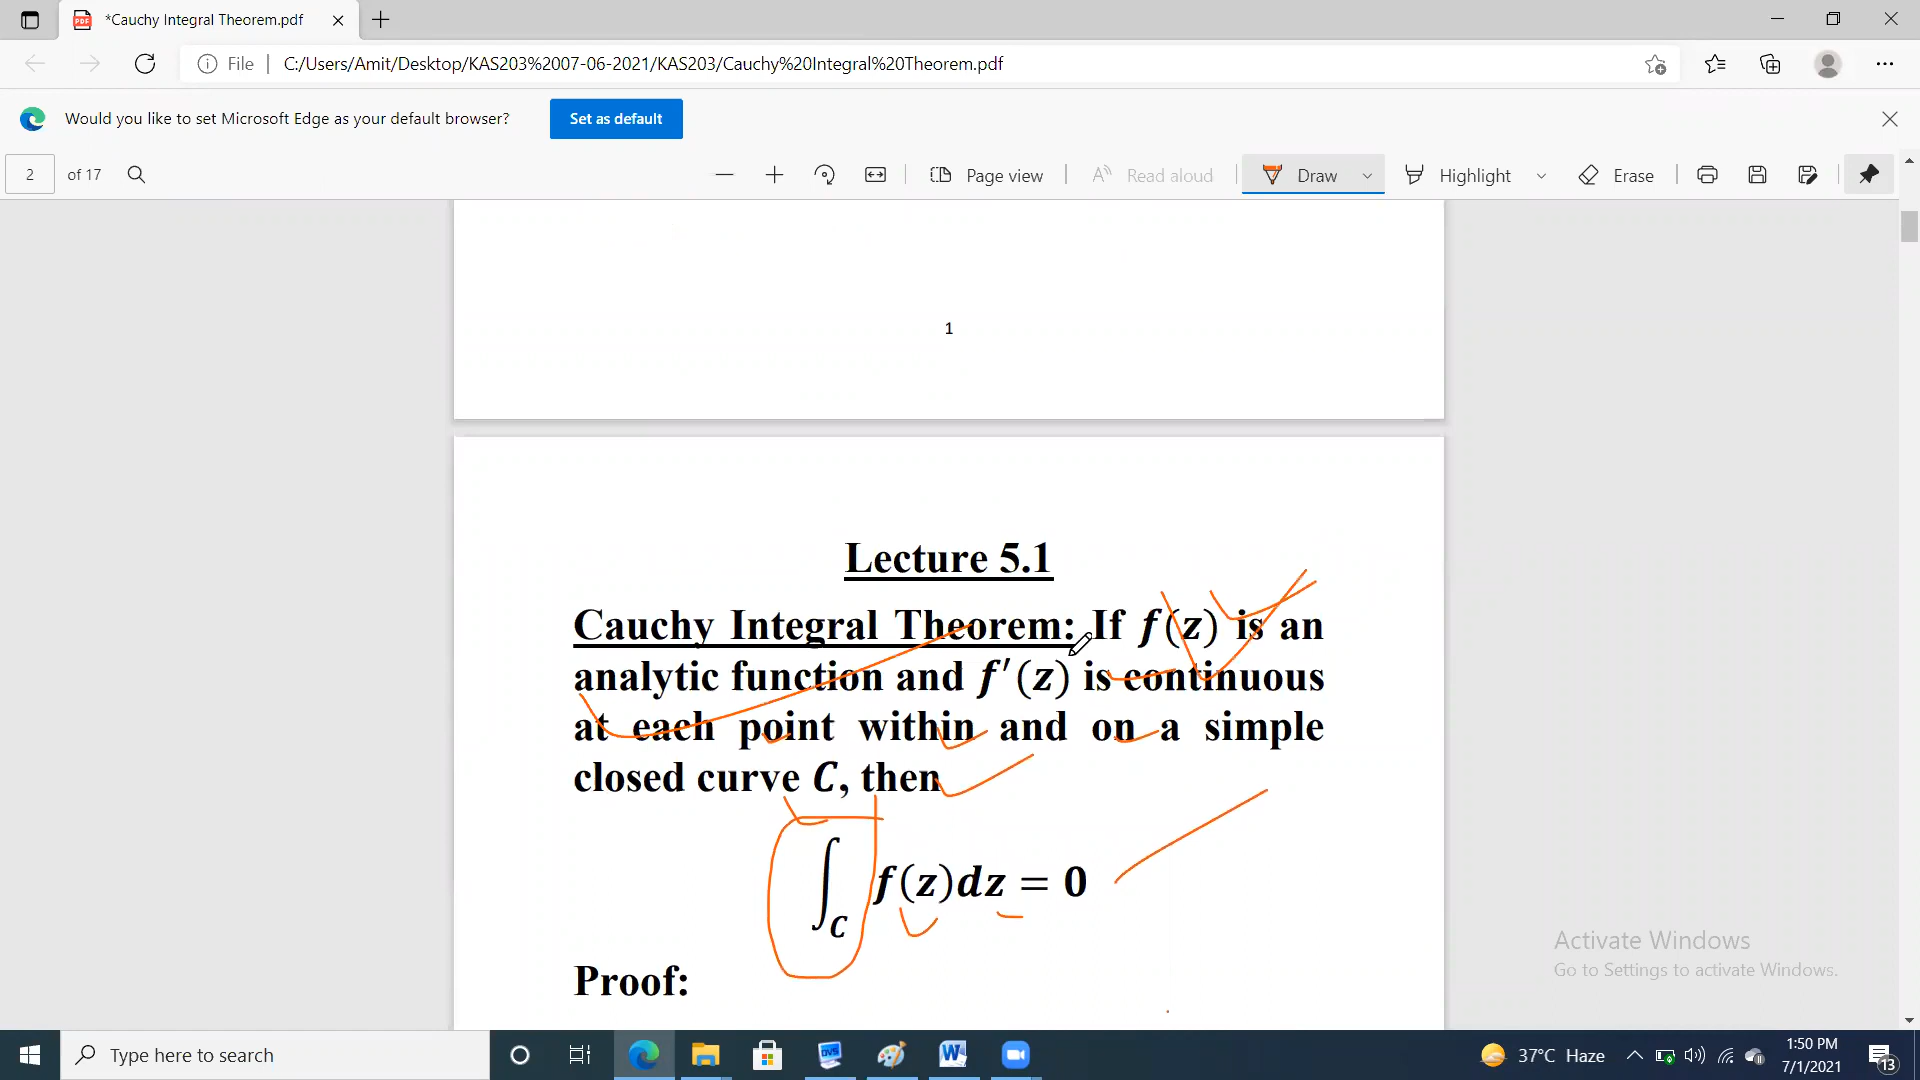 *Cauchy Integral Theorem.pdf
File
C:/Users/Amit/Desktop/KAS203%2007-06-2021/KAS203/Cauchy%20Integral%20Theorem.pdf
Would you like to set Microsoft Edge as your default browser?
Set as default
2 of 17
Page view
Read aloud
Draw
Highlight
Erase
1
Lecture 5.1
Cauchy Integral Theorem: If f(z) is an
analytic function and f′(z) is continuous
at each point within and on a simple
closed curve C, then
∫_C f(z)dz = 0
Proof:
Activate Windows
Go to Settings to activate Windows.
Type here to search
37°C Haze
1:50 PM
7/1/2021
13